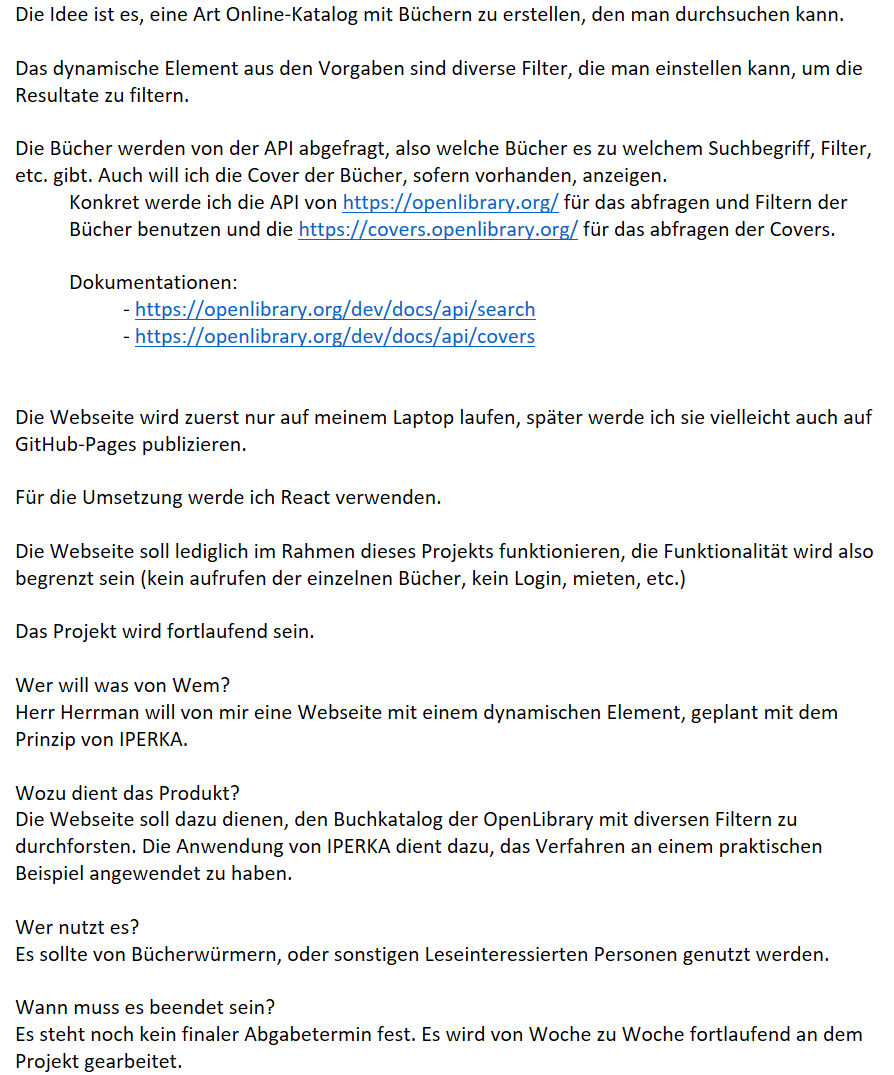 Die Idee ist es, eine Art Online-Katalog mit Büchern zu erstellen, den man durchsuchen kann.
Das dynamische Element aus den Vorgaben sind diverse Filter, die man einstellen kann, um die
Resultate zu filtern.
Die Bücher werden von der API abgefragt, also welche Bücher es zu welchem Suchbegriff, Filter,
etc. gibt. Auch will ich die Cover der Bücher, sofern vorhanden, anzeigen.
Konkret werde ich die API von https://openlibrary.org/ für das abfragen und Filtern der
Bücher benutzen und die https://covers.openlibrary.org/ für das abfragen der Covers.
Dokumentationen:
- https://openlibrary.org/dev/docs/api/search
- https://openlibrary.org/dev/docs/api/covers
Die Webseite wird zuerst nur auf meinem Laptop laufen, später werde ich sie vielleicht auch auf
GitHub-Pages publizieren.
Für die Umsetzung werde ich React verwenden.
Die Webseite soll lediglich im Rahmen dieses Projekts funktionieren, die Funktionalität wird also
begrenzt sein (kein aufrufen der einzelnen Bücher, kein Login, mieten, etc.)
Das Projekt wird fortlaufend sein.
Wer will was von Wem?
Herr Herrman will von mir eine Webseite mit einem dynamischen Element, geplant mit dem
Prinzip von IPERKA.
Wozu dient das Produkt?
Die Webseite soll dazu dienen, den Buchkatalog der OpenLibrary mit diversen Filtern zu
durchforsten. Die Anwendung von IPERKA dient dazu, das Verfahren an einem praktischen
Beispiel angewendet zu haben.
Wer nutzt es?
Es sollte von Bücherwürmern, oder sonstigen Leseinteressierten Personen genutzt werden.
Wann muss es beendet sein?
Es steht noch kein finaler Abgabetermin fest. Es wird von Woche zu Woche fortlaufend an dem
Projekt gearbeitet.